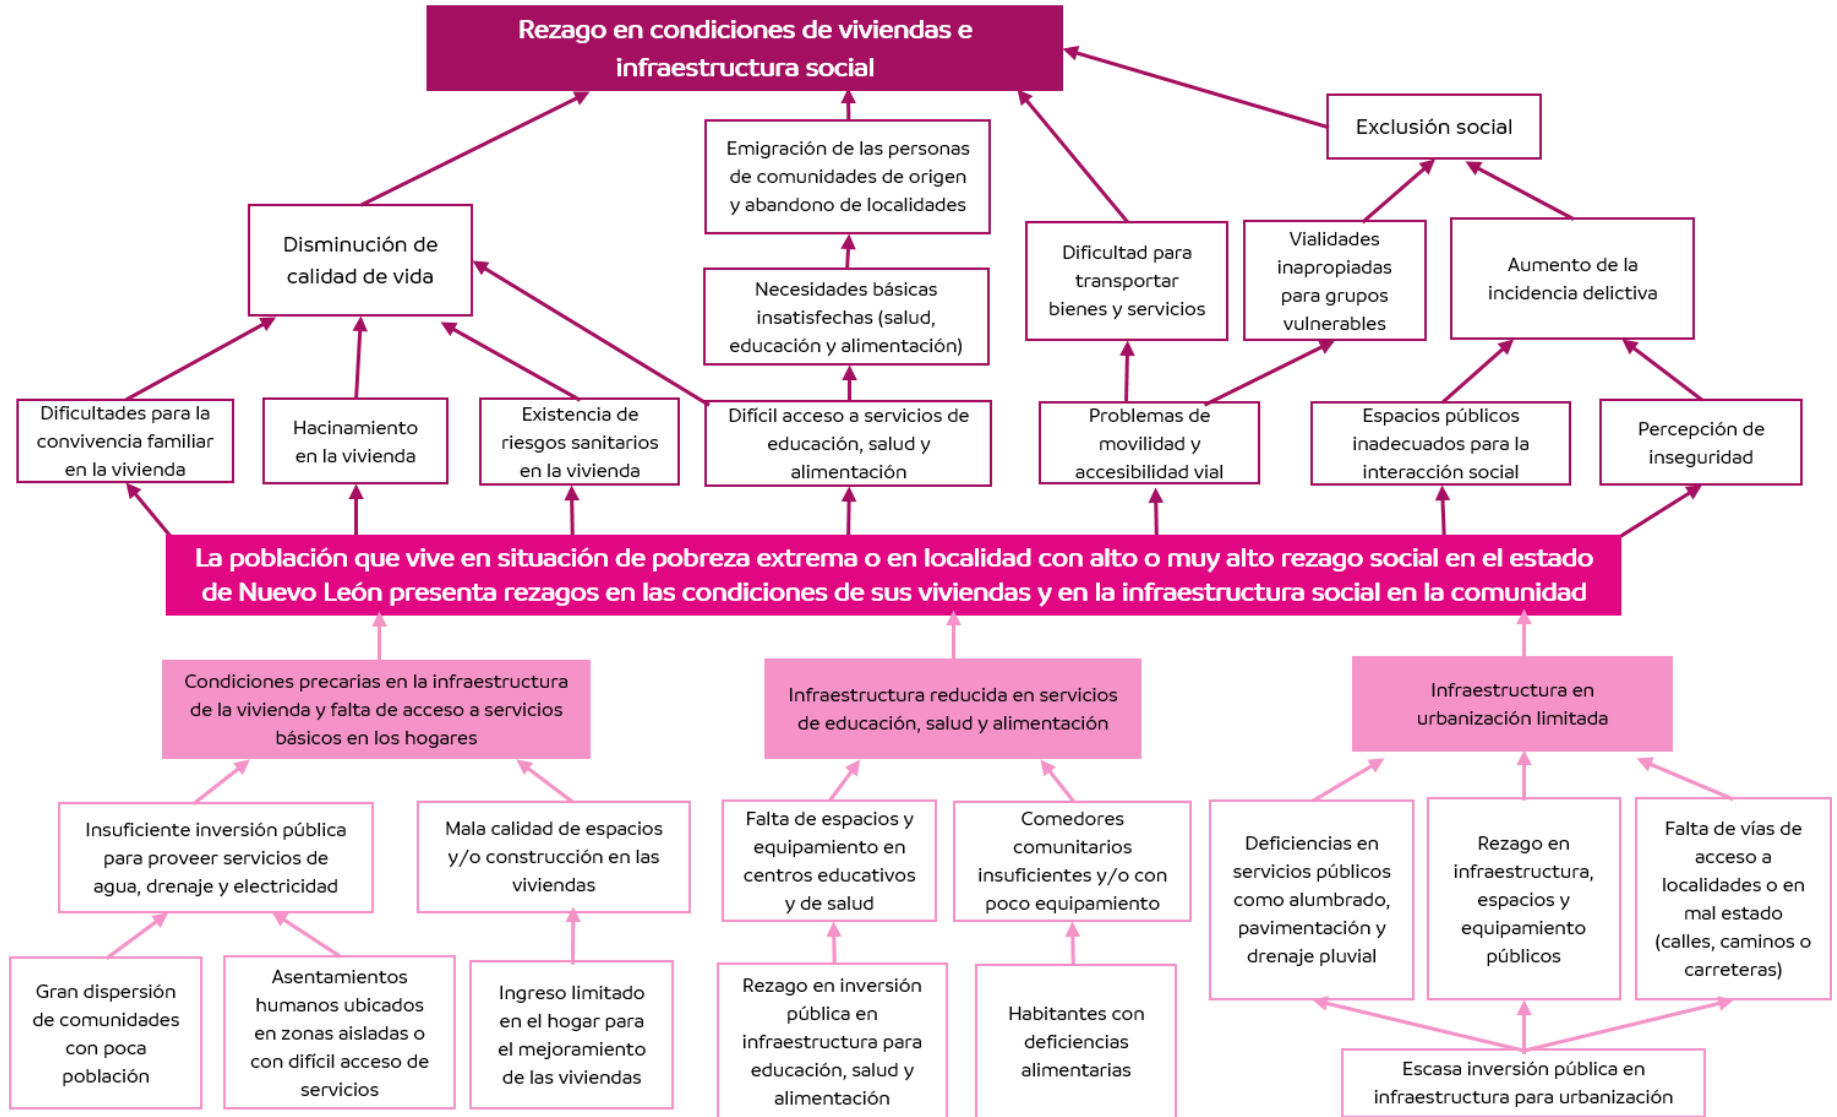 Rezago en condiciones de viviendas e
infraestructura social
Exclusión social
Emigración de las personas
de comunidades de origen
y abandono de localidades
Disminución de
calidad de vida
Necesidades básicas
insatisfechas (salud,
educación y alimentación)
Dificultad para
transportar
bienes y servicios
Vialidades
inapropiadas
para grupos
vulnerables
Aumento de la
incidencia delictiva
Dificultades para la
convivencia familiar
en la vivienda
Hacinamiento
en la vivienda
Existencia de
riesgos sanitarios
en la vivienda
Difícil acceso a servicios de
educación, salud y
alimentación
Problemas de
movilidad y
accesibilidad vial
Espacios públicos
inadecuados para la
interacción social
Percepción de
inseguridad
La población que vive en situación de pobreza extrema o en localidad con alto o muy alto rezago social en el estado
de Nuevo León presenta rezagos en las condiciones de sus viviendas y en la infraestructura social en la comunidad
Condiciones precarias en la infraestructura
de la vivienda y falta de acceso a servicios
básicos en los hogares
Infraestructura reducida en servicios
de educación, salud y alimentación
Infraestructura en
urbanización limitada
Insuficiente inversión pública
para proveer servicios de
agua, drenaje y electricidad
Mala calidad de espacios
y/o construcción en las
viviendas
Falta de espacios y
equipamiento en
centros educativos
y de salud
Comedores
comunitarios
insuficientes y/o con
poco equipamiento
Deficiencias en
servicios públicos
como alumbrado,
pavimentación y
drenaje pluvial
Rezago en
infraestructura,
espacios y
equipamiento
públicos
Falta de vías de
acceso a
localidades o en
mal estado
(calles, caminos o
carreteras)
Gran dispersión
de comunidades
con poca
población
Asentamientos
humanos ubicados
en zonas aisladas o
con difícil acceso de
servicios
Ingreso limitado
en el hogar para
el mejoramiento
de las viviendas
Rezago en inversión
pública en
infraestructura para
educación, salud y
alimentación
Habitantes con
deficiencias
alimentarias
Escasa inversión pública en
infraestructura para urbanización